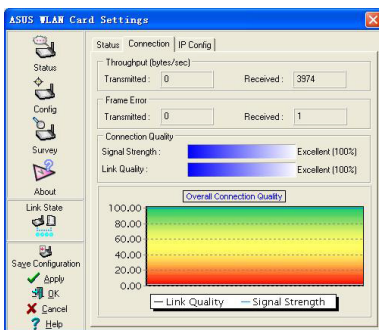 ASUS WLAN Card Settings
Status
Config
Survey
About
Link State
Save Configuration
Apply
OK
Cancel
Help
Status Connection IP Config
Throughput (bytes/sec)
Transmitted : 0 Received : 3974
Frame Error
Transmitted : 0 Received : 1
Connection Quality
Signal Strength : Excellent (100%)
Link Quality : Excellent (100%)
Overall Connection Quality
100.00
80.00
60.00
40.00
20.00
0.00
Link Quality Signal Strength